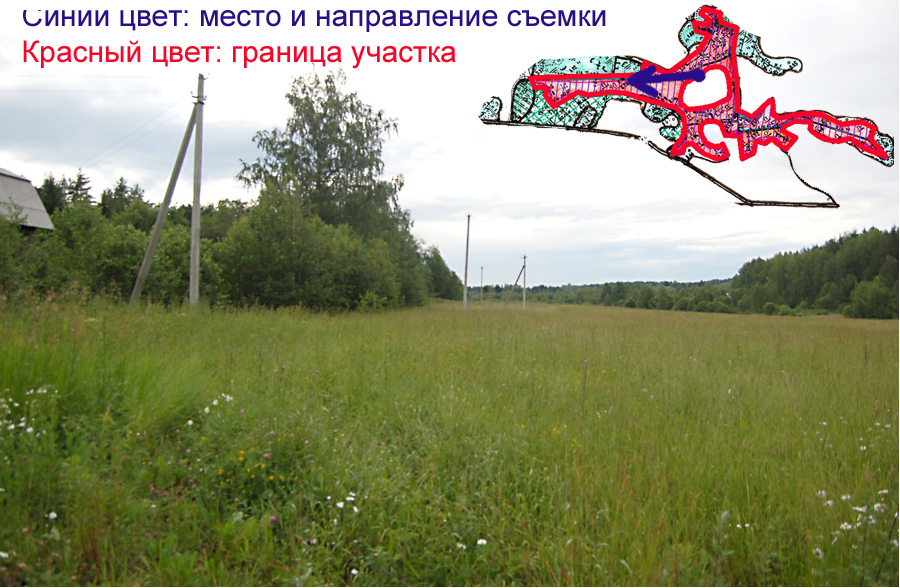 Синий цвет: место и направление съемки
Красный цвет: граница участка